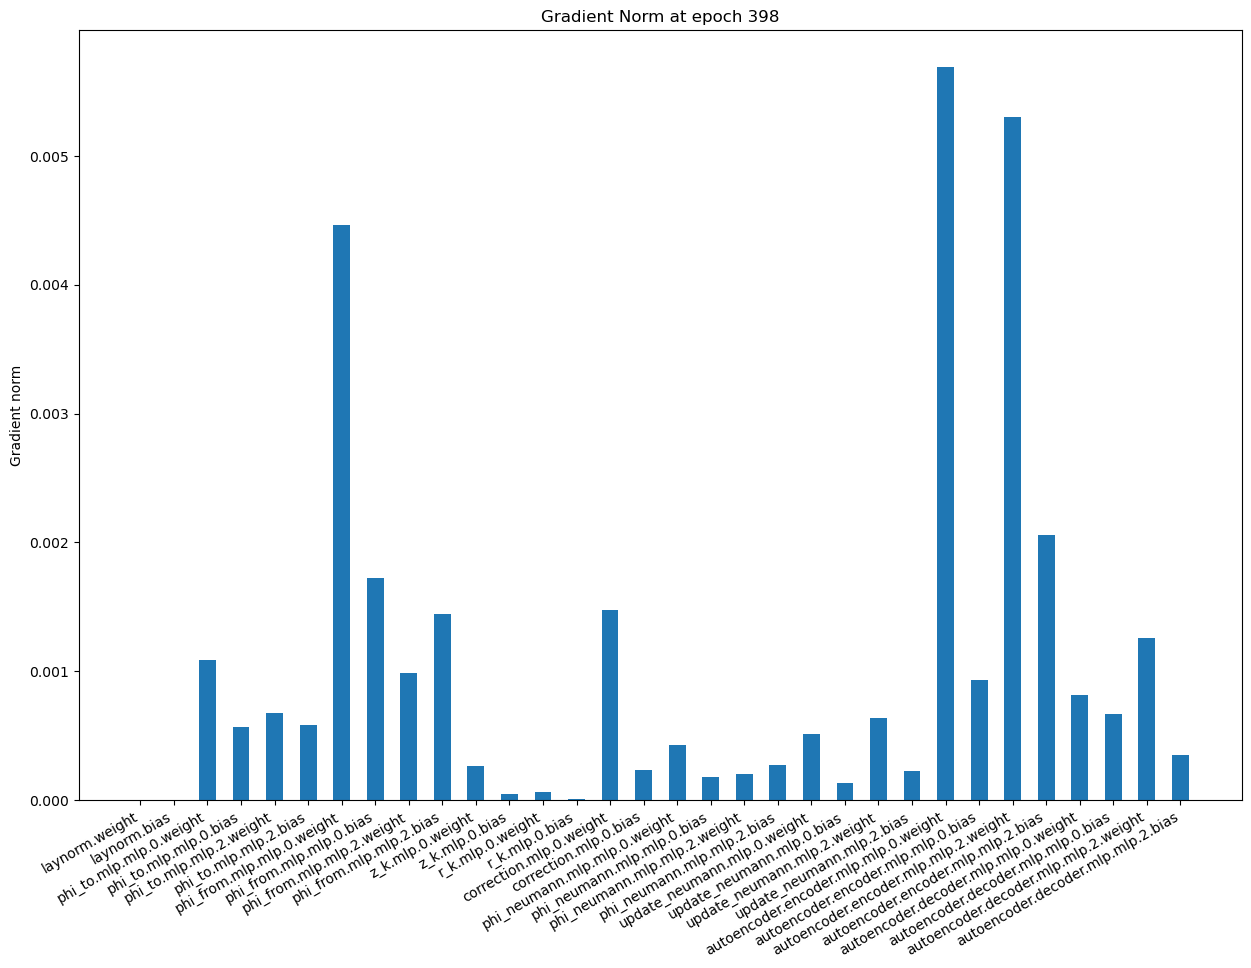 Gradient Norm at epoch 398
Gradient norm
0.005
0.004
0.003
0.002
0.001
0.000
laynorm.weight
laynorm.bias
phi_to.mlp.mlp.0.weight
phi_to.mlp.mlp.0.bias
phi_to.mlp.mlp.2.weight
phi_to.mlp.mlp.2.bias
phi_from.mlp.mlp.0.weight
phi_from.mlp.mlp.0.bias
phi_from.mlp.mlp.2.weight
phi_from.mlp.mlp.2.bias
z_k.mlp.0.weight
z_k.mlp.0.bias
r_k.mlp.0.weight
r_k.mlp.0.bias
correction.mlp.0.weight
correction.mlp.0.bias
phi_neumann.mlp.mlp.0.weight
phi_neumann.mlp.mlp.0.bias
phi_neumann.mlp.mlp.2.weight
phi_neumann.mlp.mlp.2.bias
update_neumann.mlp.0.weight
update_neumann.mlp.0.bias
update_neumann.mlp.2.weight
update_neumann.mlp.2.bias
autoencoder.encoder.mlp.mlp.0.weight
autoencoder.encoder.mlp.mlp.0.bias
autoencoder.encoder.mlp.mlp.2.weight
autoencoder.encoder.mlp.mlp.2.bias
autoencoder.decoder.mlp.mlp.0.weight
autoencoder.decoder.mlp.mlp.0.bias
autoencoder.decoder.mlp.mlp.2.weight
autoencoder.decoder.mlp.mlp.2.bias